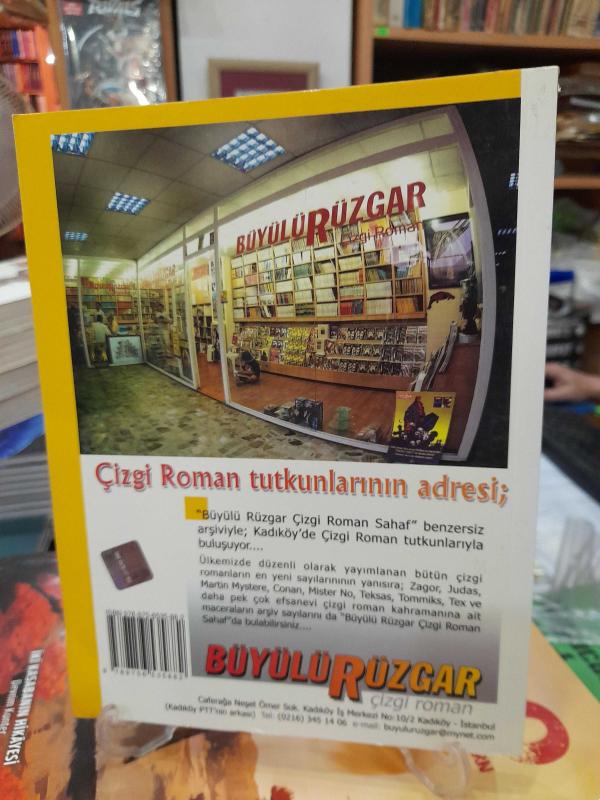 BÜYÜLÜ RÜZGAR
Çizgi Roman
Çizgi Roman tutkunlarının adresi;
"Büyülü Rüzgar Çizgi Roman Sahaf" benzersiz
arşiviyle; Kadıköy'de Çizgi Roman tutkunlarıyla
buluşuyor....
Ülkemizde düzenli olarak yayımlanan bütün çizgi
romanların en yeni sayılarınının yanısıra; Zagor, Judas,
Martin Mystere, Conan, Mister No, Teksas, Tommiks, Tex ve
daha pek çok efsanevi çizgi roman kahramanına ait
maceraların arşiv sayılarını da "Büyülü Rüzgar Çizgi Roman
Sahaf"da bulabilirsiniz....
BÜYÜLÜ RÜZGAR
çizgi roman
Caferağa Neşet Ömer Sok. Kadıköy İş Merkezi No:10/2 Kadıköy - İstanbul
(Kadıköy PTT'nin arkası) Tel: (0216) 345 14 06 e-mail: buyuluruzgar@mynet.com